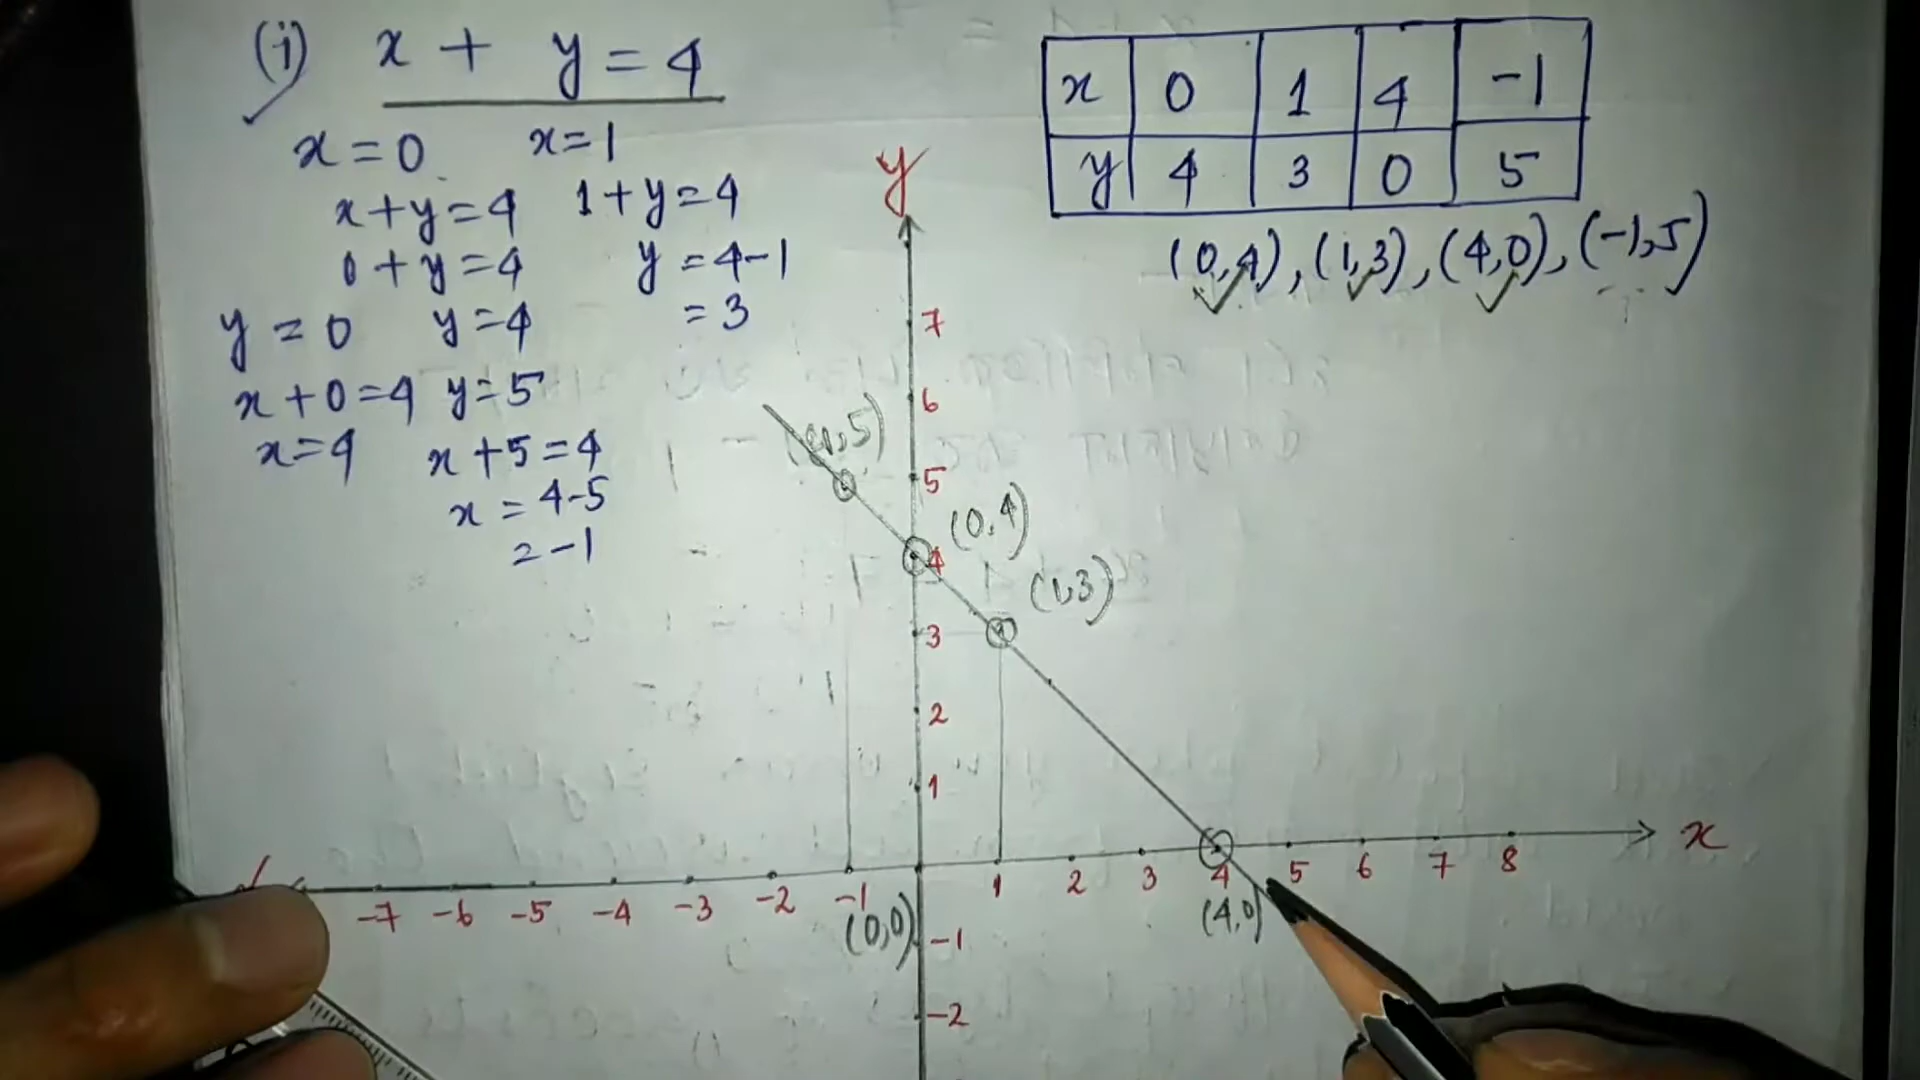 (i) x + y = 4
x = 0
x = 1
x + y = 4
1 + y = 4
0 + y = 4
y = 4 - 1
= 3
y = 0
y = 4
x + 0 = 4
y = 5
x = 4
x + 5 = 4
x = 4 - 5
= -1
x 0 1 4 -1
y 4 3 0 5
(0,4), (1,3), (4,0), (-1,5)
y
7
6
5
4
3
2
1
-1
-2
,5)
(0,4)
(1,3)
-7 -6 -5 -4 -3 -2 -1 1 2 3 4 5 6 7 8 x
(0,0)
(4,0)